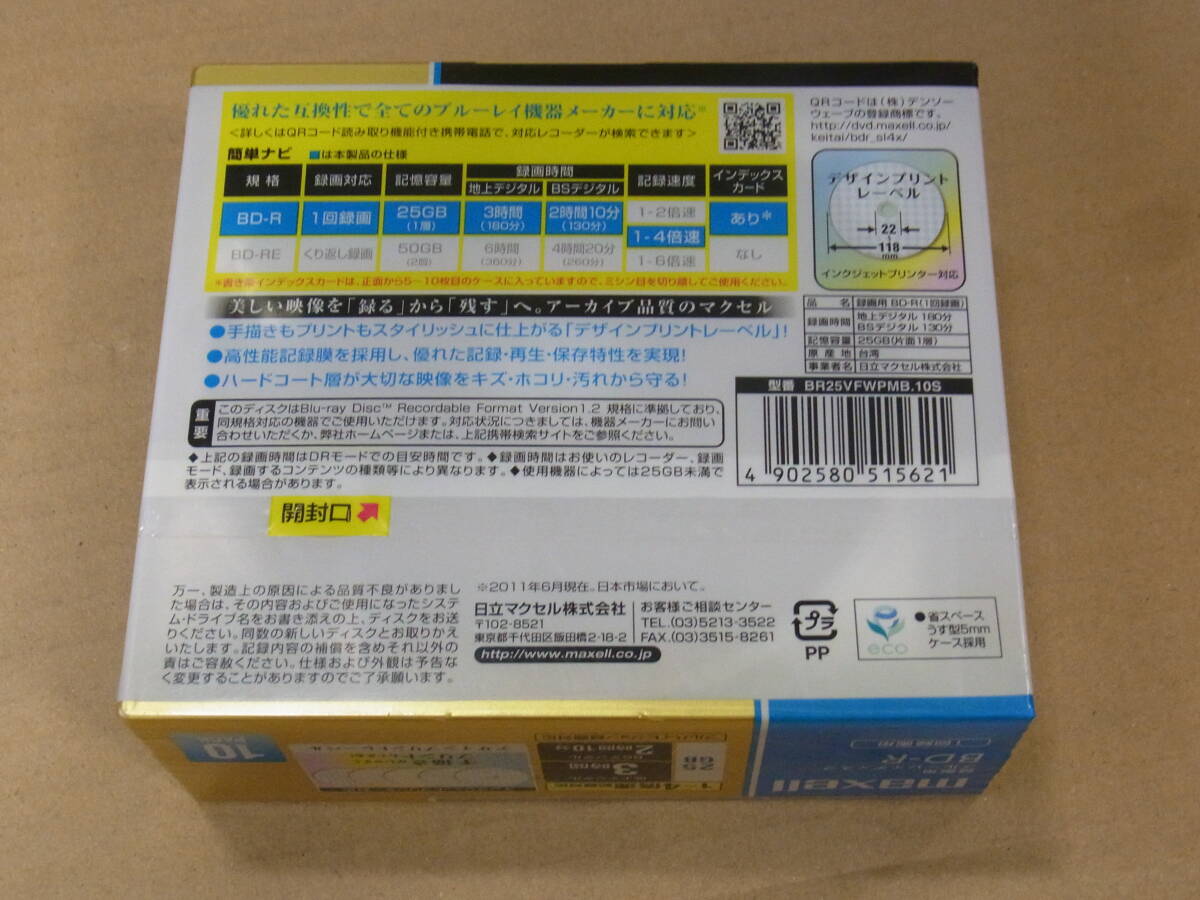 優れた互換性で全てのブルーレイ機器メーカーに対応※
<詳しくはQRコード読み取り機能付き携帯電話で、対応レコーダーが検索できます>
簡単ナビ ■は本製品の仕様
規格 録画対応 記憶容量 録画時間 記録速度 インデックスカード
地上デジタル BSデジタル
BD-R 1回録画 25GB(1層) 3時間(180分) 2時間10分(130分) 1-2倍速 あり※
1-4倍速
BD-RE くり返し録画 50GB(2層) 6時間(360分) 4時間20分(260分) 1-6倍速 なし
QRコードは(株)デンソー
ウェーブの登録商標です。
http://dvd.maxell.co.jp/
keitai/bdr_sl4x/
デザインプリント
レーベル
22
〜
118
mm
インクジェットプリンター対応
美しい映像を「録る」から「残す」へ。アーカイブ品質のマクセル
●手描きもプリントもスタイリッシュに仕上がる「デザインプリントレーベル」!
●高性能記録膜を採用し、優れた記録・再生・保存特性を実現!
●ハードコート層が大切な映像をキズ・ホコリ・汚れから守る!
品名 録画用 BD-R(1回録画)
録画時間 地上デジタル 180分
BSデジタル 130分
記憶容量 25GB(片面1層)
原産地 台湾
事業者名 日立マクセル株式会社
型番 BR25VFWPMB.10S
4 902580 515621
重要
このディスクはBlu-ray Disc™ Recordable Format Version1.2 規格に準拠しており、
同規格対応の機器でご使用いただけます。対応状況につきましては、機器メーカーにお問い
合わせいただくか、弊社ホームページまたは、上記携帯検索サイトをご参照ください。
◆上記の録画時間はDRモードでの目安時間です。◆録画時間はお使いのレコーダー、録画
モード、録画するコンテンツの種類等により異なります。◆使用機器によっては25GB未満で
表示される場合があります。
開封口
万一、製造上の原因による品質不良がありまし
た場合は、その内容およびご使用になったシステ
ム・ドライブ名をお書き添えの上、ディスクをお送
りください。同数の新しいディスクとお取りかえ
いたします。記録内容の補償を含めそれ以外の
責はご容赦ください。仕様および外観は予告な
く変更することがありますのでご了承願います。
※2011年6月現在。日本市場において。
日立マクセル株式会社
〒102-8521
東京都千代田区飯田橋2-18-2
http://www.maxell.co.jp
お客様ご相談センター
TEL.(03)5213-3522
FAX.(03)3515-8261
プラ
PP
eco
●省スペース
うす型5mm
ケース採用
maxell
BD-R
1回録画用
25
GB
3時間
2時間10分
10
PACK